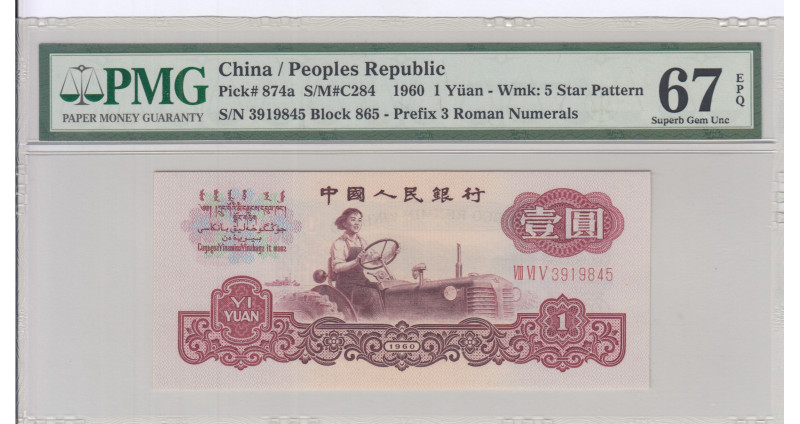 PMG
PAPER MONEY GUARANTY
China / Peoples Republic
Pick# 874a S/M#C284 1960 1 Yüan - Wmk: 5 Star Pattern
S/N 3919845 Block 865 - Prefix 3 Roman Numerals
67
EPQ
Superb Gem Unc
中國人民銀行
壹圓
VIII VI V 3919845
YI
YUAN
1960
1